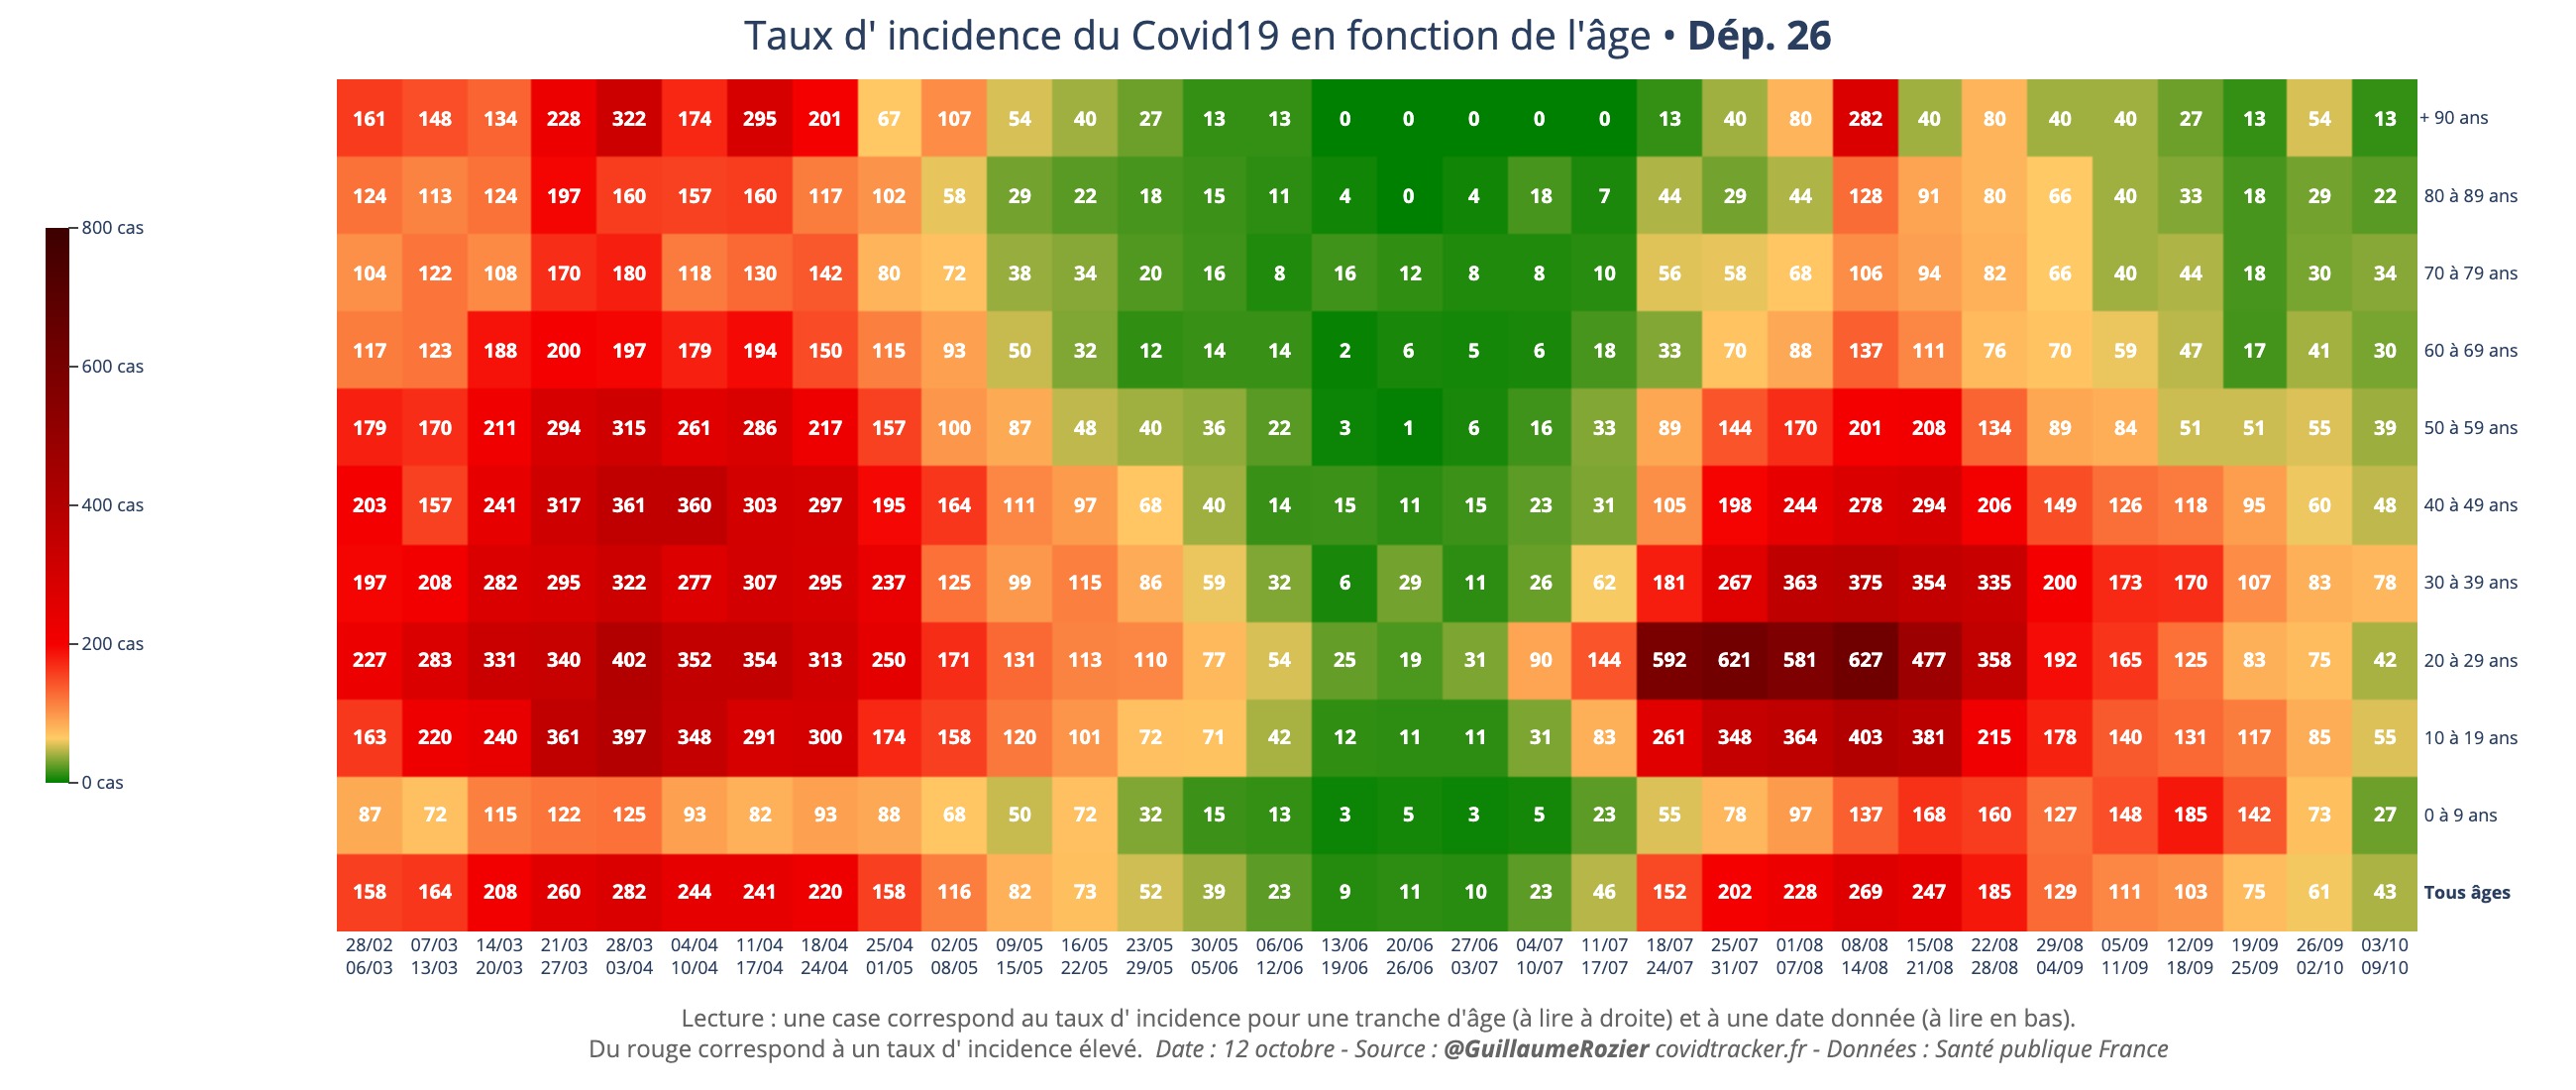 Taux d' incidence du Covid19 en fonction de l'âge • Dép. 26
800 cas
600 cas
400 cas
200 cas
0 cas
161 148 134 228 322 174 295 201 67 107 54 40 27 13 13 0 0 0 0 0 13 40 80 282 40 80 40 40 27 13 54 13 + 90 ans
124 113 124 197 160 157 160 117 102 58 29 22 18 15 11 4 0 4 18 7 44 29 44 128 91 80 66 40 33 18 29 22 80 à 89 ans
104 122 108 170 180 118 130 142 80 72 38 34 20 16 8 16 12 8 8 10 56 58 68 106 94 82 66 40 44 18 30 34 70 à 79 ans
117 123 188 200 197 179 194 150 115 93 50 32 12 14 14 2 6 5 6 18 33 70 88 137 111 76 70 59 47 17 41 30 60 à 69 ans
179 170 211 294 315 261 286 217 157 100 87 48 40 36 22 3 1 6 16 33 89 144 170 201 208 134 89 84 51 51 55 39 50 à 59 ans
203 157 241 317 361 360 303 297 195 164 111 97 68 40 14 15 11 15 23 31 105 198 244 278 294 206 149 126 118 95 60 48 40 à 49 ans
197 208 282 295 322 277 307 295 237 125 99 115 86 59 32 6 29 11 26 62 181 267 363 375 354 335 200 173 170 107 83 78 30 à 39 ans
227 283 331 340 402 352 354 313 250 171 131 113 110 77 54 25 19 31 90 144 592 621 581 627 477 358 192 165 125 83 75 42 20 à 29 ans
163 220 240 361 397 348 291 300 174 158 120 101 72 71 42 12 11 11 31 83 261 348 364 403 381 215 178 140 131 117 85 55 10 à 19 ans
87 72 115 122 125 93 82 93 88 68 50 72 32 15 13 3 5 3 5 23 55 78 97 137 168 160 127 148 185 142 73 27 0 à 9 ans
158 164 208 260 282 244 241 220 158 116 82 73 52 39 23 9 11 10 23 46 152 202 228 269 247 185 129 111 103 75 61 43 Tous âges
28/02 07/03 14/03 21/03 28/03 04/04 11/04 18/04 25/04 02/05 09/05 16/05 23/05 30/05 06/06 13/06 20/06 27/06 04/07 11/07 18/07 25/07 01/08 08/08 15/08 22/08 29/08 05/09 12/09 19/09 26/09 03/10
06/03 13/03 20/03 27/03 03/04 10/04 17/04 24/04 01/05 08/05 15/05 22/05 29/05 05/06 12/06 19/06 26/06 03/07 10/07 17/07 24/07 31/07 07/08 14/08 21/08 28/08 04/09 11/09 18/09 25/09 02/10 09/10
Lecture : une case correspond au taux d' incidence pour une tranche d'âge (à lire à droite) et à une date donnée (à lire en bas).
Du rouge correspond à un taux d' incidence élevé. Date : 12 octobre - Source : @GuillaumeRozier covidtracker.fr - Données : Santé publique France